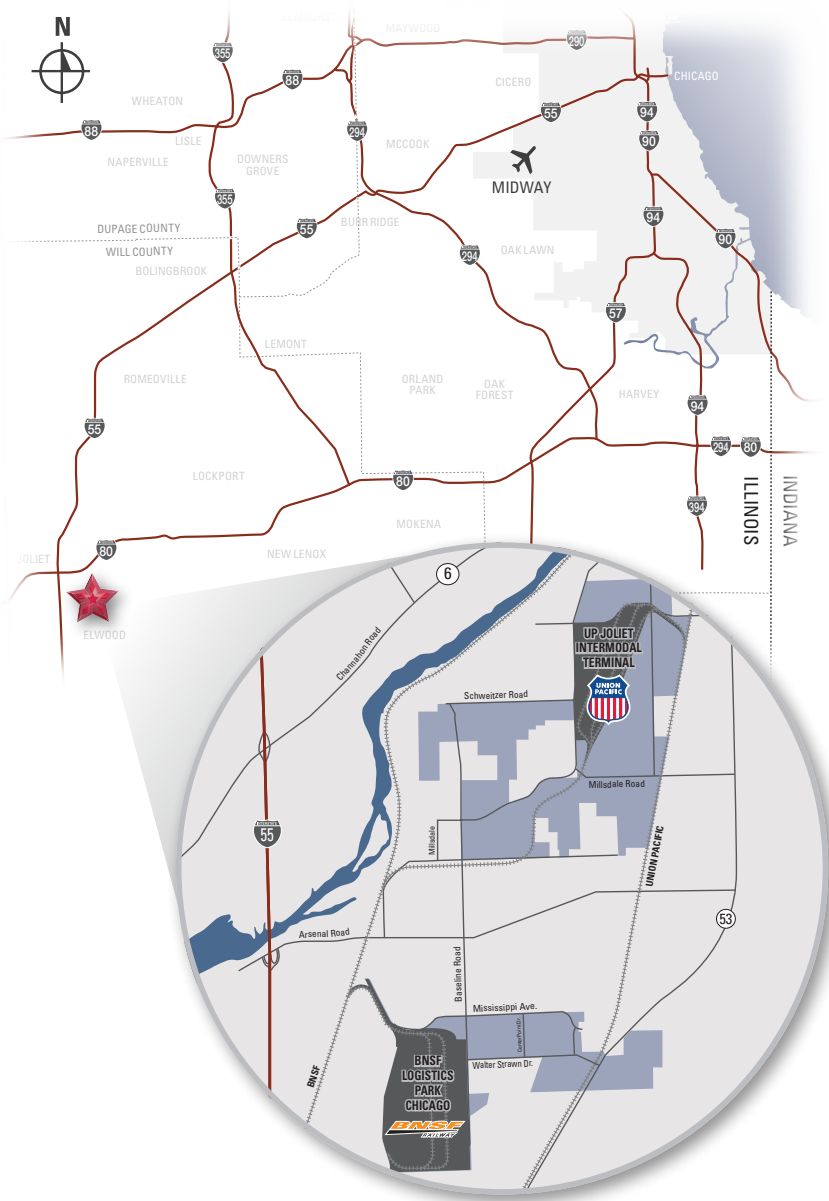 N
MAYWOOD
355
290
88
CICERO
CHICAGO
WHEATON
55
94
88
294
LISLE
MCCOOK
90
NAPERVILLE
DOWNERS
GROVE
MIDWAY
355
94
BURR RIDGE
55
DUPAGE COUNTY
90
WILL COUNTY
OAK LAWN
294
BOLINGBROOK
57
LEMONT
ROMEOVILLE
ORLAND
PARK
OAK
FOREST
HARVEY
94
55
294
80
LOCKPORT
80
ILLINOIS
INDIANA
394
MOKENA
80
NEW LENOX
JOLIET
ELWOOD
6
Channahon Road
UP JOLIET
INTERMODAL
TERMINAL
UNION
PACIFIC
Schweitzer Road
Millsdale Road
55
Millsdale
UNION PACIFIC
53
Arsenal Road
Baseline Road
Mississippi Ave.
CenterPoint Dr.
Walter Strawn Dr.
BNSF
BNSF
LOGISTICS
PARK
CHICAGO
BNSF
RAILWAY